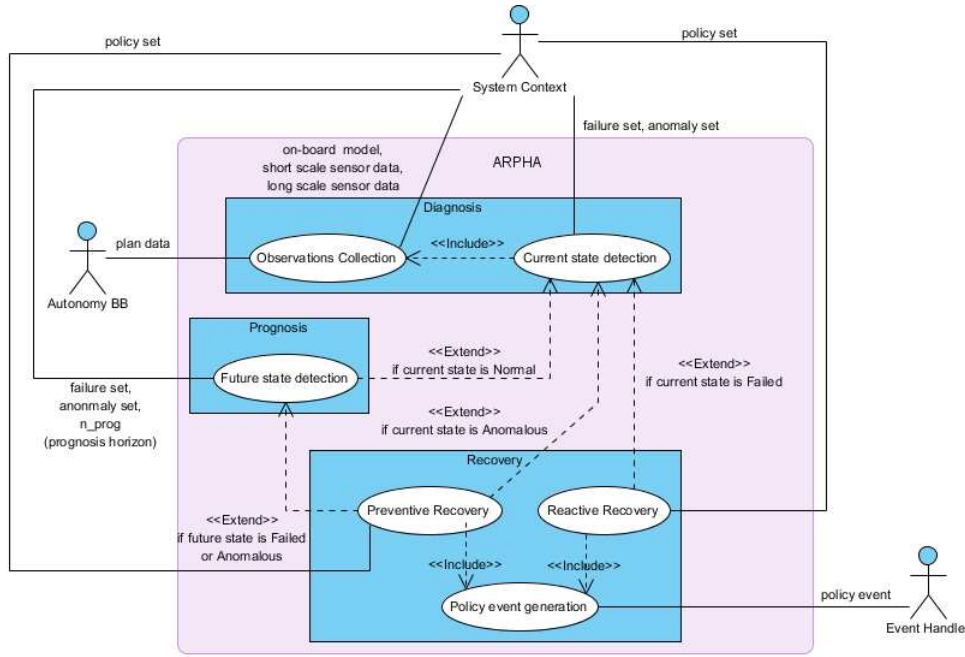 policy set
policy set
System Context
failure set, anomaly set
on-board model,
short scale sensor data,
long scale sensor data
ARPHA
Diagnosis
plan data
Observations Collection
<<Include>>
Current state detection
Autonomy BB
Prognosis
Future state detection
<<Extend>>
if current state is Normal
<<Extend>>
if current state is Failed
failure set,
anonmaly set,
n_prog
(prognosis horizon)
<<Extend>>
if current state is Anomalous
Recovery
Preventive Recovery
Reactive Recovery
<<Extend>>
if future state is Failed
or Anomalous
<<Include>>
<<Include>>
Policy event generation
policy event
Event Handle